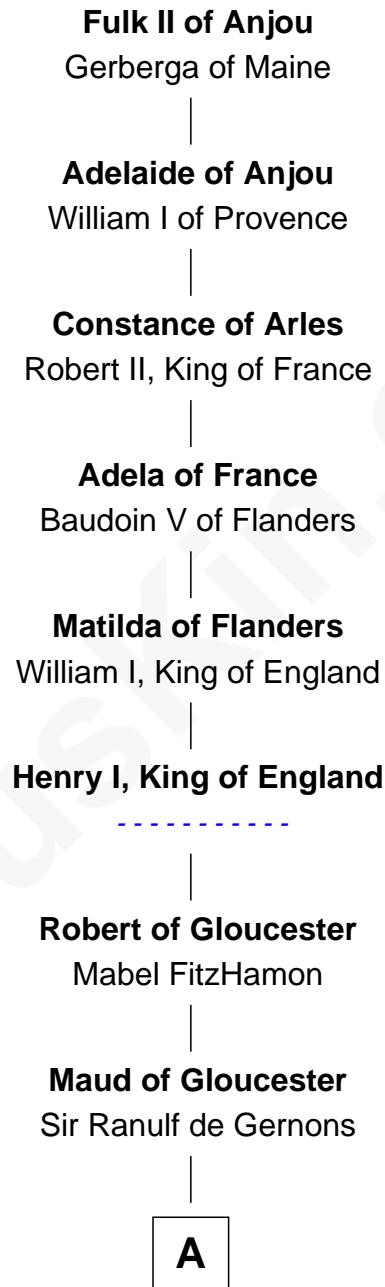 Fulk II of Anjou
Gerberga of Maine
Adelaide of Anjou
William I of Provence
Constance of Arles
Robert II, King of France
Adela of France
Baudoin V of Flanders
Matilda of Flanders
William I, King of England
Henry I, King of England
- - - - - - - - - - -
Robert of Gloucester
Mabel FitzHamon
Maud of Gloucester
Sir Ranulf de Gernons
A